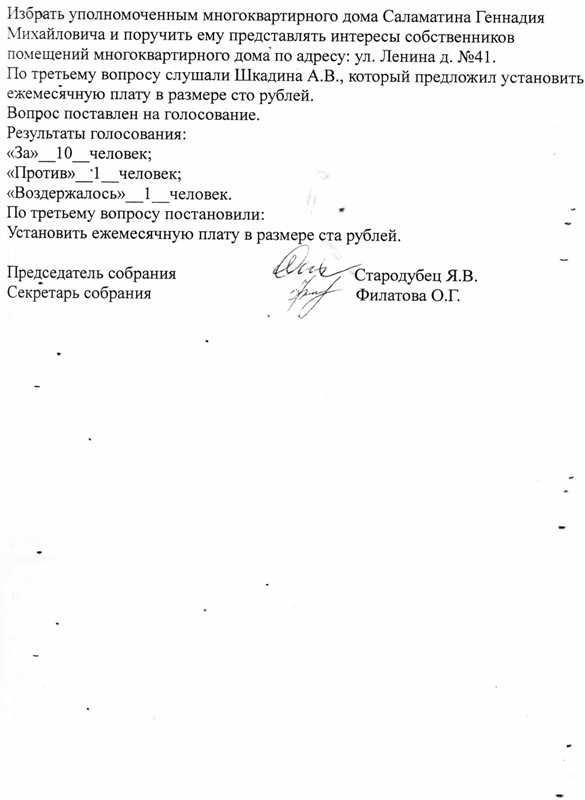 Избрать уполномоченным многоквартирного дома Саламатина Геннадия
Михайловича и поручить ему представлять интересы собственников
помещений многоквартирного дома по адресу: ул. Ленина д. №41.
По третьему вопросу слушали Шкадина А.В., который предложил установить
ежемесячную плату в размере сто рублей.
Вопрос поставлен на голосование.
Результаты голосования:
«За»__10__человек;
«Против»__1__человек;
«Воздержалось»__1__человек.
По третьему вопросу постановили:
Установить ежемесячную плату в размере ста рублей.
Председатель собрания Стародубец Я.В.
Секретарь собрания Филатова О.Г.